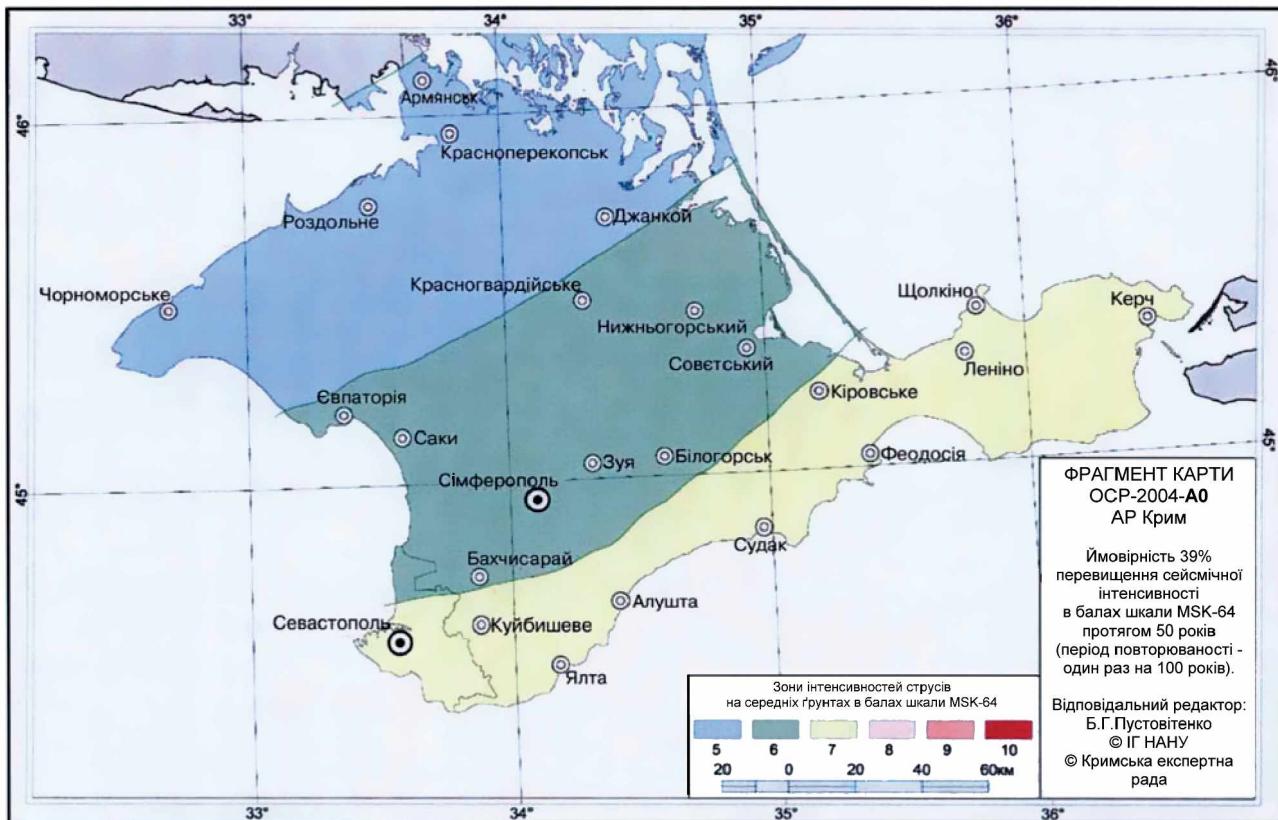 33°
34°
35°
36°
46°
46°
Армянськ
Красноперекопськ
Роздольне
Джанкой
Чорноморське
Красногвардійське
Нижньогорський
Совєтський
Щолкіно
Керч
Леніно
Кіровське
Євпаторія
Саки
Зуя
Білогорськ
Феодосія
Сімферополь
45°
45°
Судак
Бахчисарай
Алушта
Севастополь
Куйбишеве
Ялта
ФРАГМЕНТ КАРТИ
ОСР-2004-А0
АР Крим
Ймовірність 39%
перевищення сейсмічної
інтенсивності
в балах шкали MSK-64
протягом 50 років
(період повторюваності -
один раз на 100 років).
Відповідальний редактор:
Б.Г.Пустовітенко
© ІГ НАНУ
© Кримська експертна
рада
Зони інтенсивностей струсів
на середніх ґрунтах в балах шкали MSK-64
5 6 7 8 9 10
20 0 20 40 60км
33°
34°
35°
36°